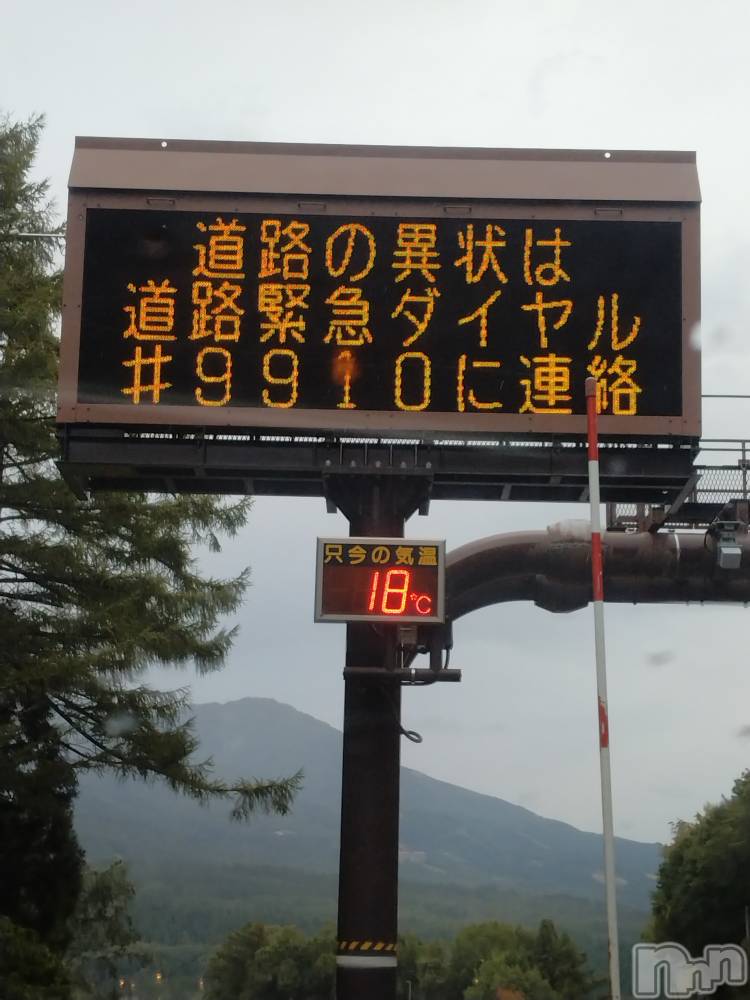 道路の異状は
道路緊急ダイヤル
#9910に連絡
只今の気温
18℃
nnn